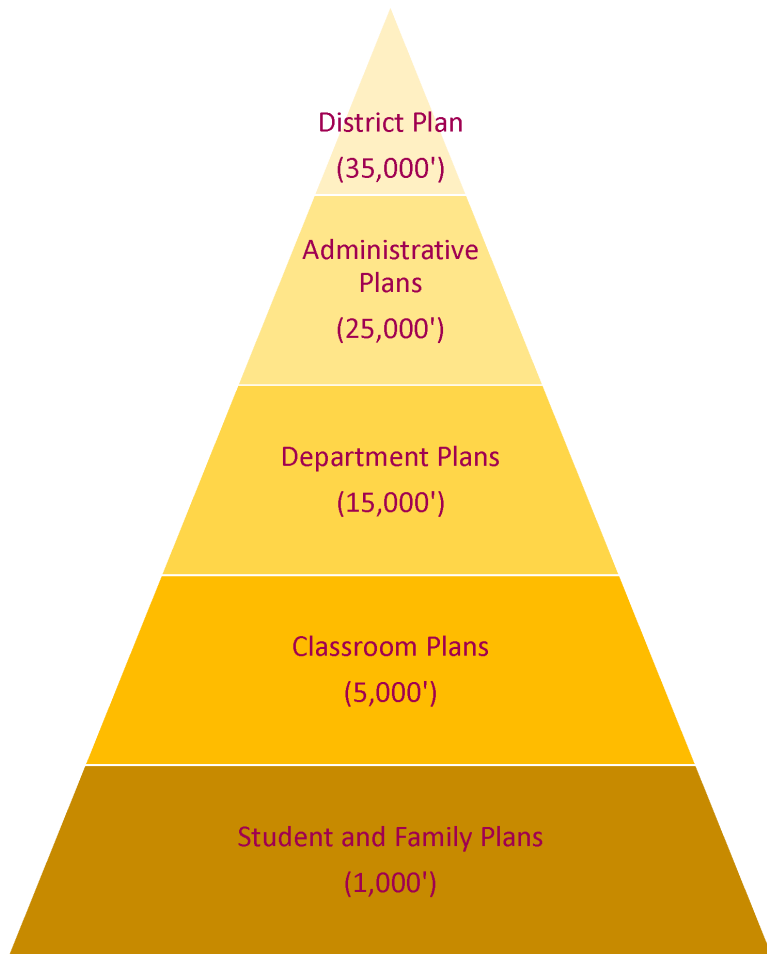 District Plan
(35,000')
Administrative
Plans
(25,000')
Department Plans
(15,000')
Classroom Plans
(5,000')
Student and Family Plans
(1,000')